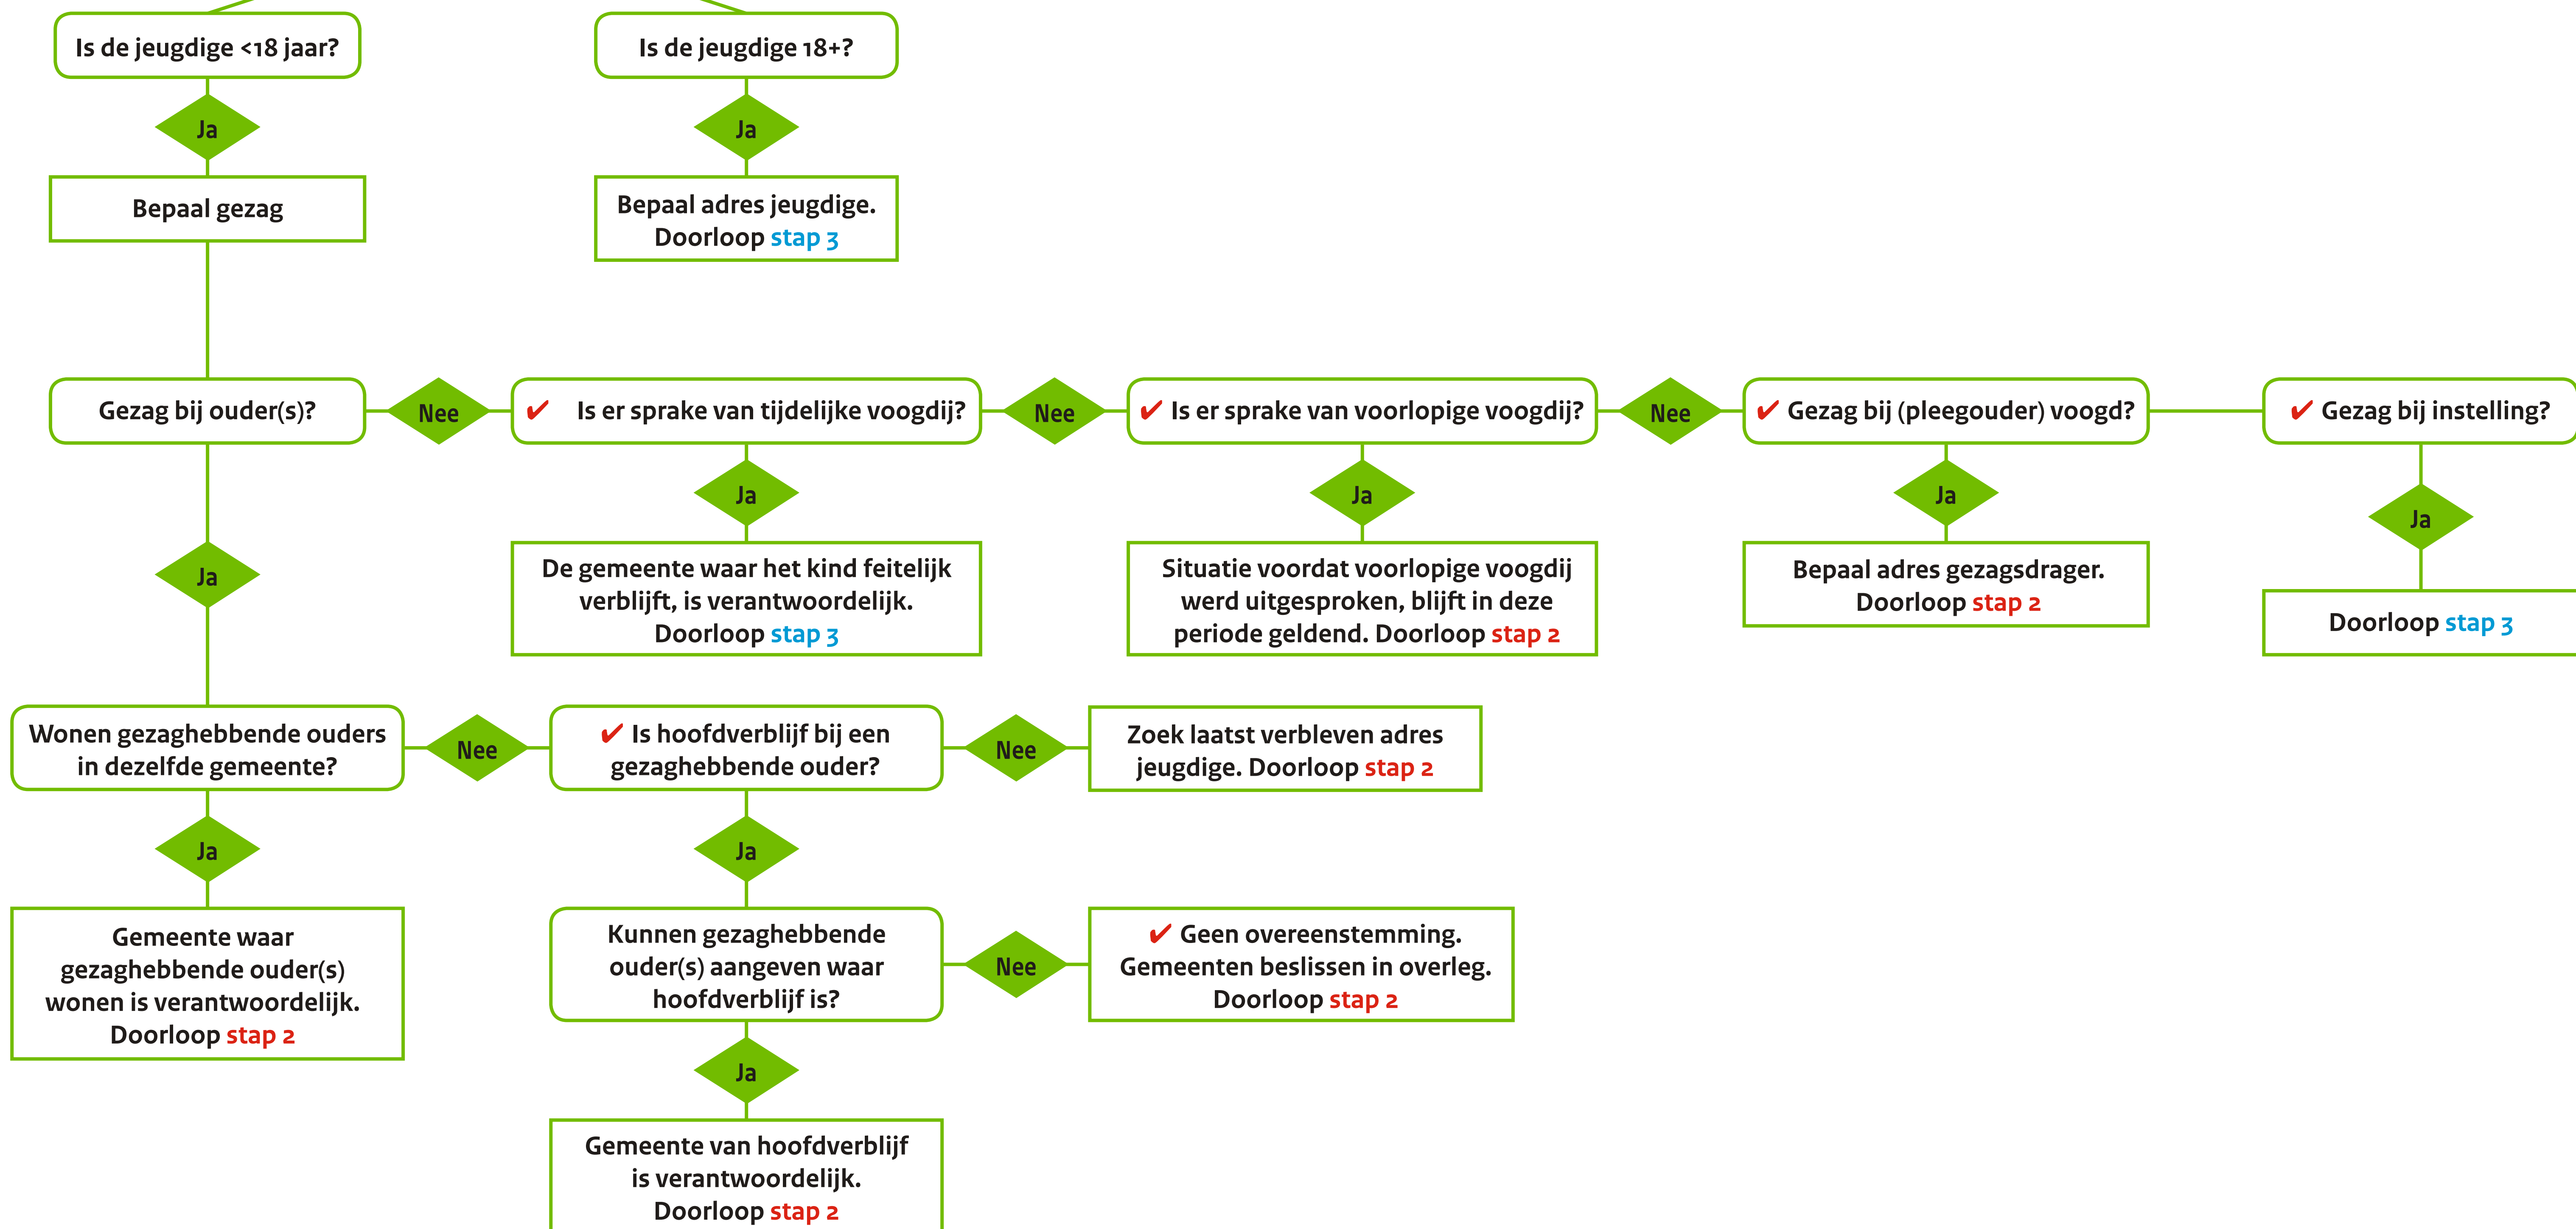 Is de jeugdige <18 jaar?
Is de jeugdige 18+?
Ja
Ja
Bepaal gezag
Bepaal adres jeugdige.
Doorloop stap 3
Gezag bij ouder(s)?
Nee
✔ Is er sprake van tijdelijke voogdij?
Nee
✔ Is er sprake van voorlopige voogdij?
Nee
✔ Gezag bij (pleegouder) voogd?
✔ Gezag bij instelling?
Ja
Ja
Ja
Ja
Ja
De gemeente waar het kind feitelijk
verblijft, is verantwoordelijk.
Doorloop stap 3
Situatie voordat voorlopige voogdij
werd uitgesproken, blijft in deze
periode geldend. Doorloop stap 2
Bepaal adres gezagsdrager.
Doorloop stap 2
Doorloop stap 3
Wonen gezaghebbende ouders
in dezelfde gemeente?
Nee
✔ Is hoofdverblijf bij een
gezaghebbende ouder?
Nee
Zoek laatst verbleven adres
jeugdige. Doorloop stap 2
Ja
Ja
Gemeente waar
gezaghebbende ouder(s)
wonen is verantwoordelijk.
Doorloop stap 2
Kunnen gezaghebbende
ouder(s) aangeven waar
hoofdverblijf is?
Nee
✔ Geen overeenstemming.
Gemeenten beslissen in overleg.
Doorloop stap 2
Ja
Gemeente van hoofdverblijf
is verantwoordelijk.
Doorloop stap 2